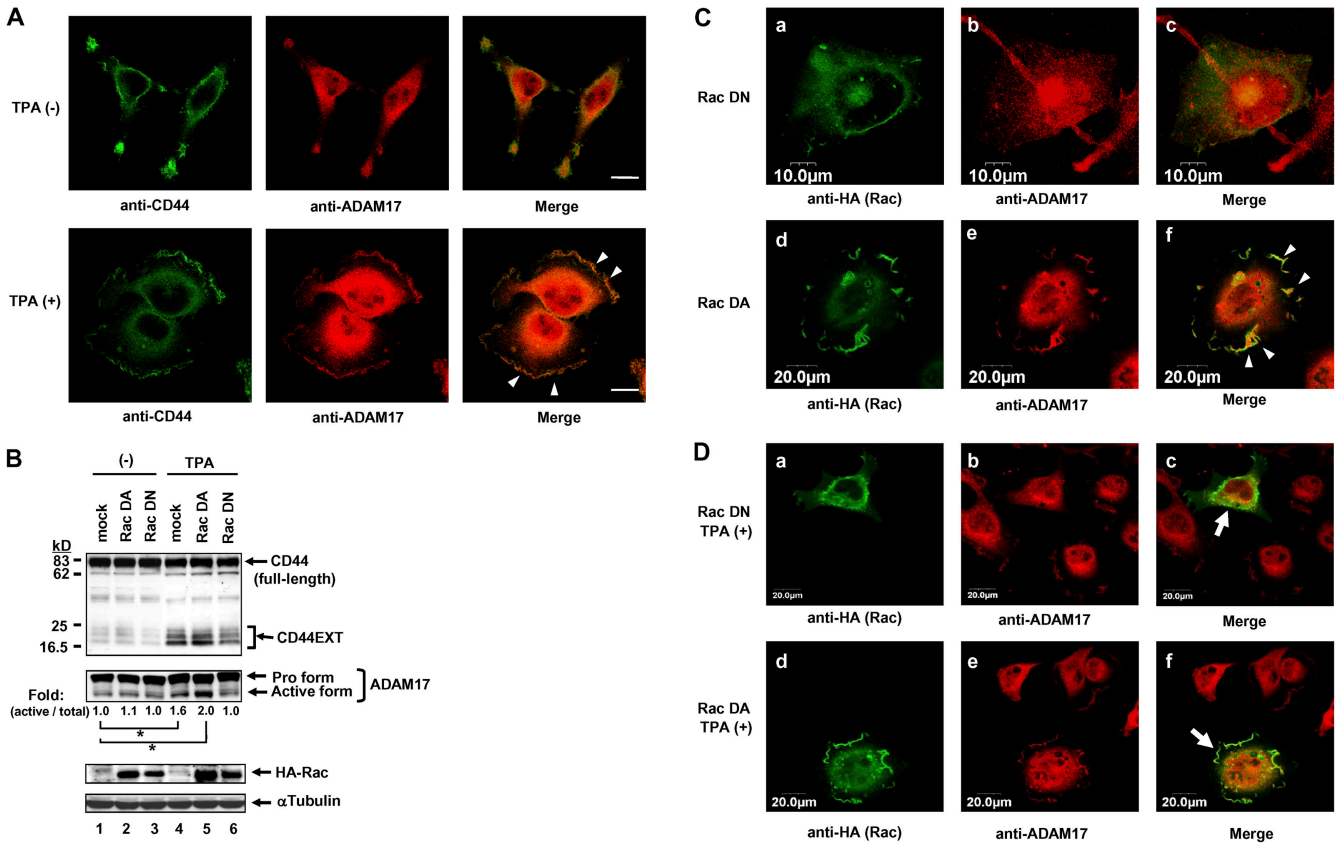 A
TPA (-)
anti-CD44
anti-ADAM17
Merge
TPA (+)
anti-CD44
anti-ADAM17
Merge
B
(-)
TPA
mock
Rac DA
Rac DN
mock
Rac DA
Rac DN
kD
83
62
25
16.5
CD44
(full-length)
CD44EXT
Pro form
Active form
ADAM17
Fold:
(active / total)
1.0 1.1 1.0 1.6 2.0 1.0
*
*
HA-Rac
αTubulin
1 2 3 4 5 6
C
Rac DN
a
b
c
10.0µm
10.0µm
10.0µm
anti-HA (Rac)
anti-ADAM17
Merge
Rac DA
d
e
f
20.0µm
20.0µm
20.0µm
anti-HA (Rac)
anti-ADAM17
Merge
D
Rac DN
TPA (+)
a
b
c
20.0µm
20.0µm
20.0µm
anti-HA (Rac)
anti-ADAM17
Merge
Rac DA
TPA (+)
d
e
f
20.0µm
20.0µm
20.0µm
anti-HA (Rac)
anti-ADAM17
Merge